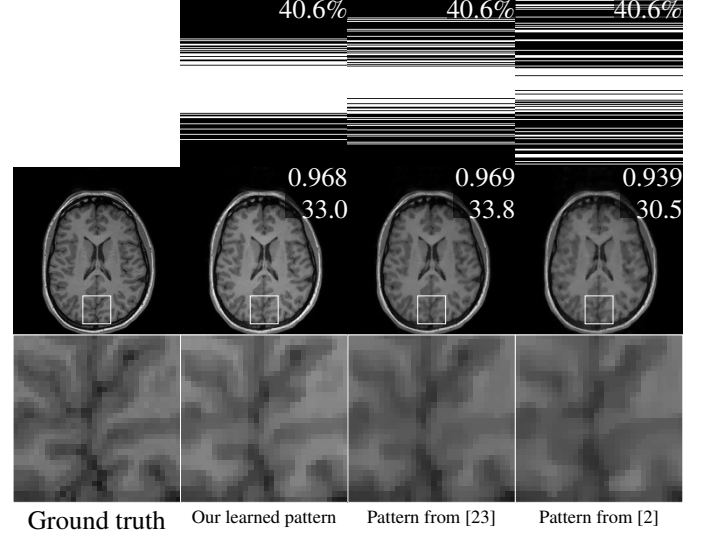 40.6% 40.6% 40.6%
0.968 0.969 0.939
33.0 33.8 30.5
Ground truth Our learned pattern Pattern from [23] Pattern from [2]